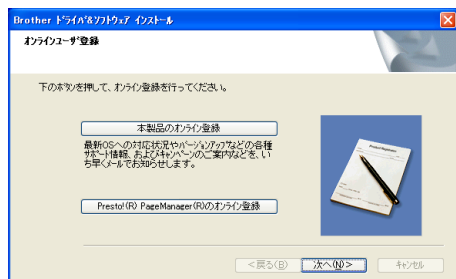 Brother ドライバ&ソフトウェア インストール
オンラインユーザ登録
下のボタンを押して、オンライン登録を行ってください。
本製品のオンライン登録
最新OSへの対応状況やバージョンアップなどの各種
サポート情報、およびキャンペーンのご案内などを、い
ち早くメールでお知らせします。
Presto!(R) PageManager(R)のオンライン登録
<戻る(B)
次へ(N)>
キャンセル